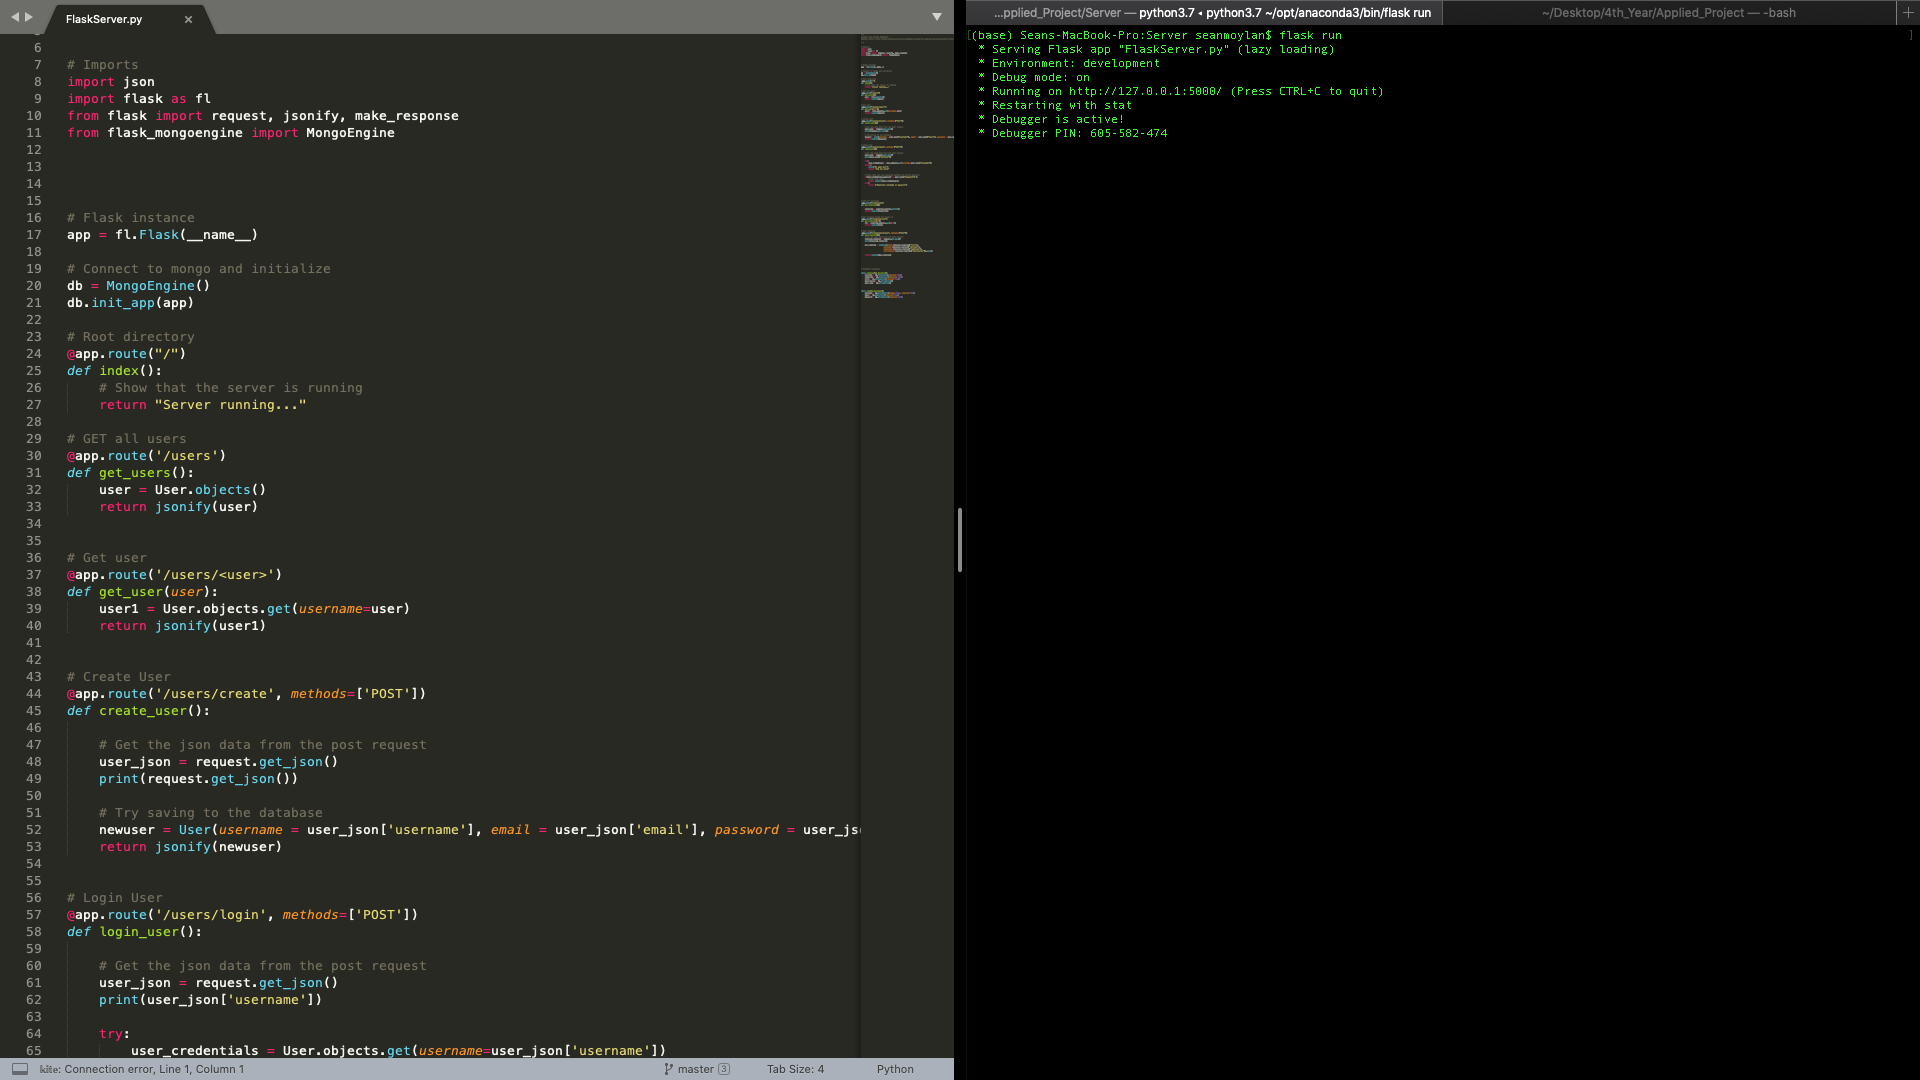 FlaskServer.py ×
6
7 # Imports
8 import json
9 import flask as fl
10 from flask import request, jsonify, make_response
11 from flask_mongoengine import MongoEngine
12
13
14
15
16 # Flask instance
17 app = fl.Flask(__name__)
18
19 # Connect to mongo and initialize
20 db = MongoEngine()
21 db.init_app(app)
22
23 # Root directory
24 @app.route("/")
25 def index():
26     # Show that the server is running
27     return "Server running..."
28
29 # GET all users
30 @app.route('/users')
31 def get_users():
32     user = User.objects()
33     return jsonify(user)
34
35
36 # Get user
37 @app.route('/users/<user>')
38 def get_user(user):
39     user1 = User.objects.get(username=user)
40     return jsonify(user1)
41
42
43 # Create User
44 @app.route('/users/create', methods=['POST'])
45 def create_user():
46
47     # Get the json data from the post request
48     user_json = request.get_json()
49     print(request.get_json())
50
51     # Try saving to the database
52     newuser = User(username = user_json['username'], email = user_json['email'], password = user_js
53     return jsonify(newuser)
54
55
56 # Login User
57 @app.route('/users/login', methods=['POST'])
58 def login_user():
59
60     # Get the json data from the post request
61     user_json = request.get_json()
62     print(user_json['username'])
63
64     try:
65         user_credentials = User.objects.get(username=user_json['username'])
kite: Connection error, Line 1, Column 1
master 3
Tab Size: 4
Python
...pplied_Project/Server — python3.7 ◂ python3.7 ~/opt/anaconda3/bin/flask run
~/Desktop/4th_Year/Applied_Project — -bash
+
[(base) Seans-MacBook-Pro:Server seanmoylan$ flask run ]
* Serving Flask app "FlaskServer.py" (lazy loading)
* Environment: development
* Debug mode: on
* Running on http://127.0.0.1:5000/ (Press CTRL+C to quit)
* Restarting with stat
* Debugger is active!
* Debugger PIN: 605-582-474